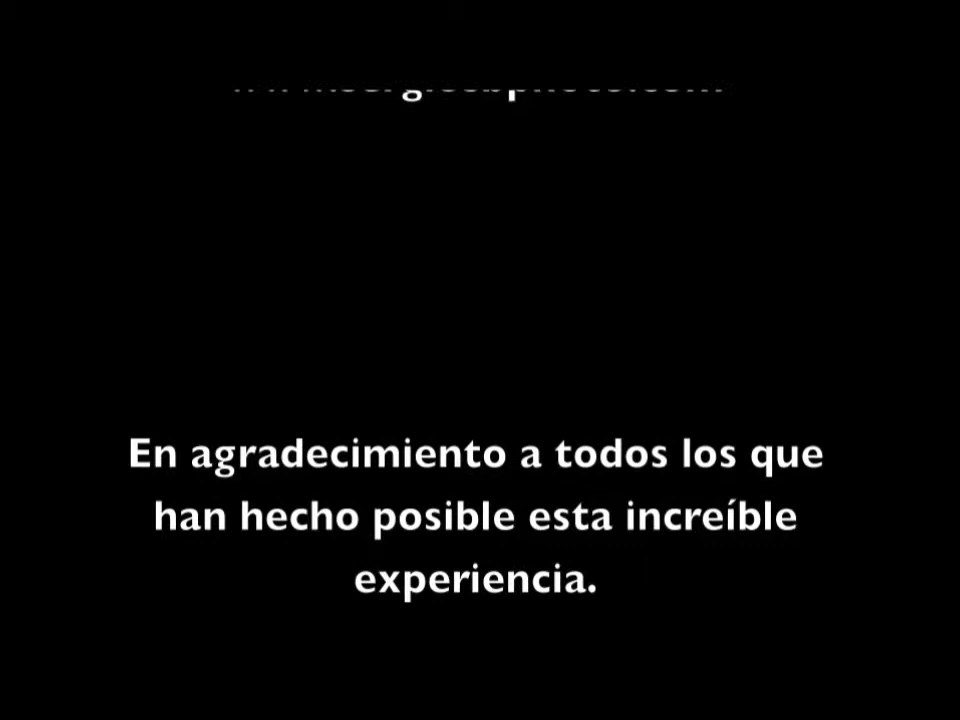 En agradecimiento a todos los que
han hecho posible esta increíble
experiencia.